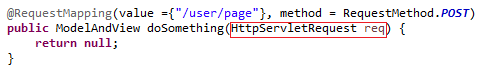 @RequestMapping(value ={"/user/page"}, method = RequestMethod.POST)
public ModelAndView doSomething(HttpServletRequest req) {
    return null;
}